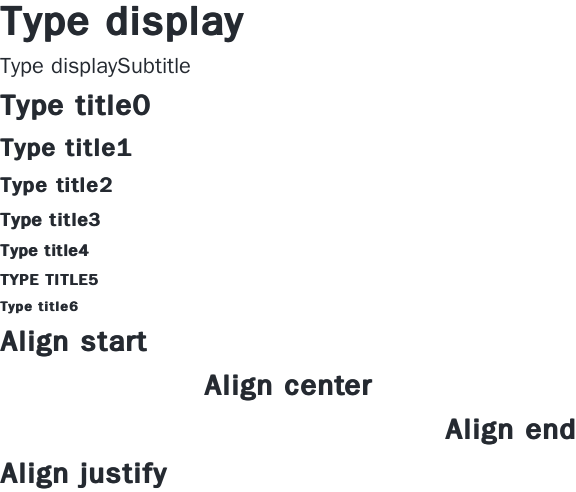 Type display
Type displaySubtitle
Type title0
Type title1
Type title2
Type title3
Type title4
TYPE TITLE5
Type title6
Align start
Align center
Align end
Align justify